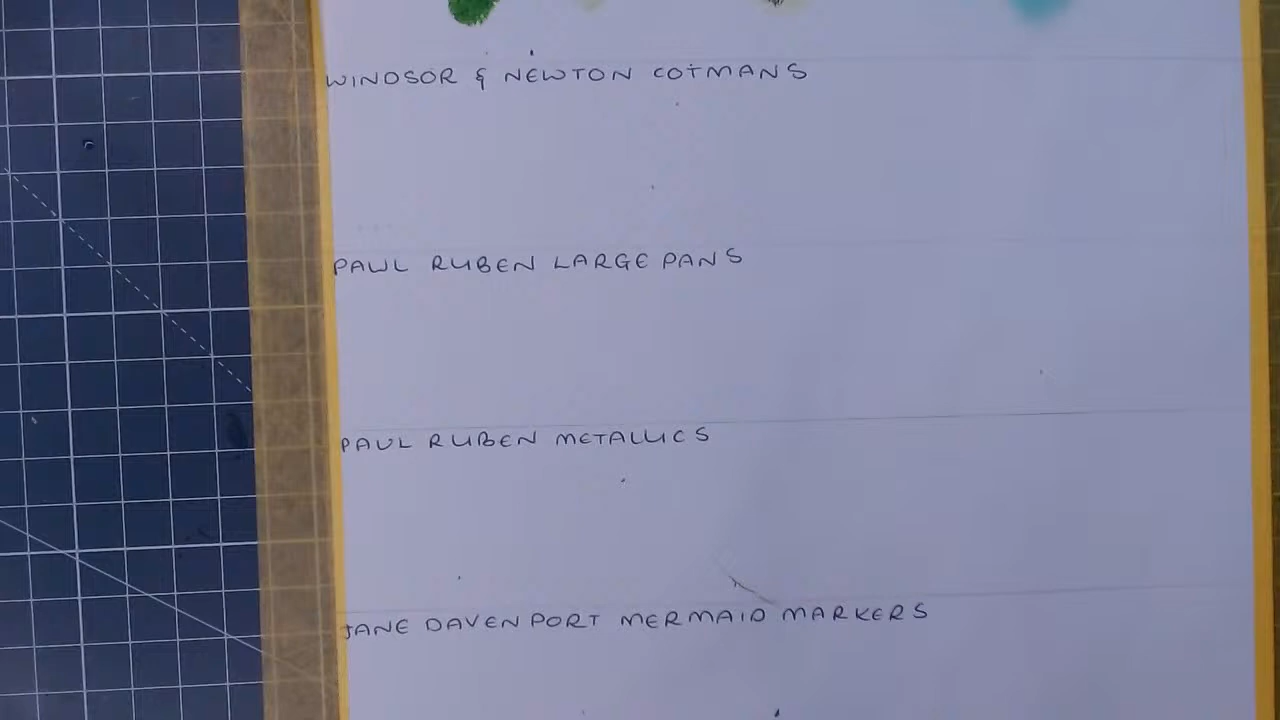 WINDSOR & NEWTON COTMANS
PAUL RUBEN LARGE PANS
PAUL RUBEN METALLICS
JANE DAVENPORT MERMAID MARKERS